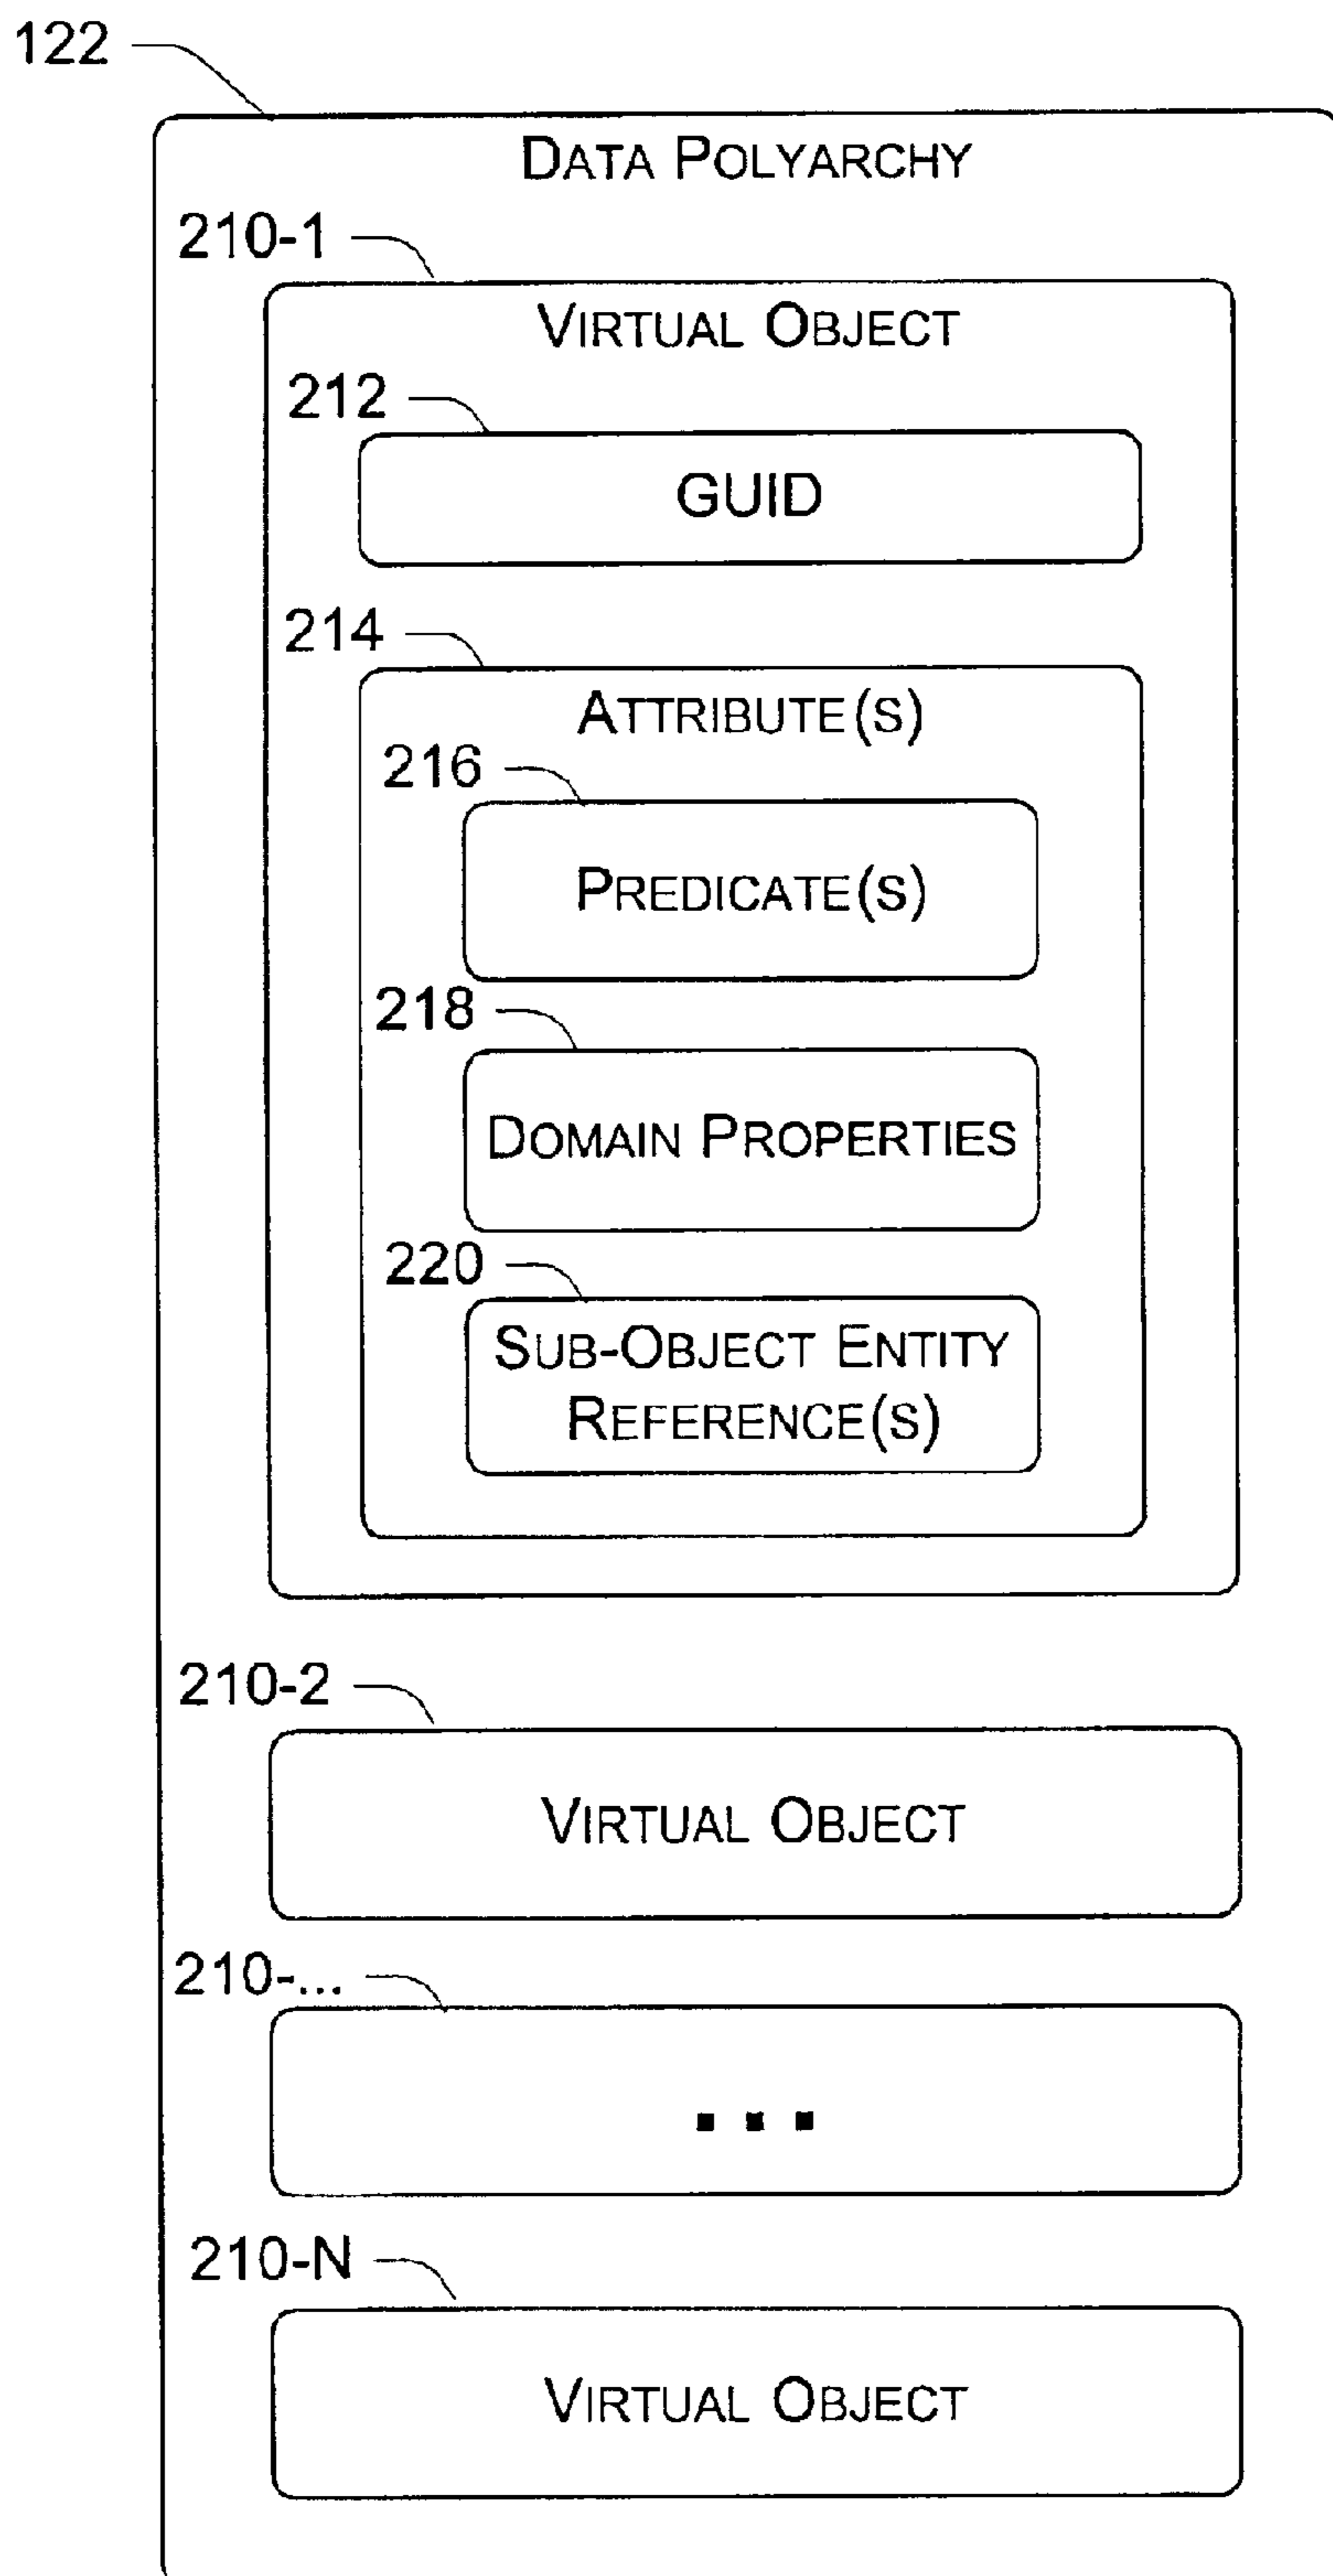 122
DATA POLYARCHY
210-1
VIRTUAL OBJECT
212
GUID
214
ATTRIBUTE(S)
216
PREDICATE(S)
218
DOMAIN PROPERTIES
220
SUB-OBJECT ENTITY
REFERENCE(S)
210-2
VIRTUAL OBJECT
210-...
...
210-N
VIRTUAL OBJECT